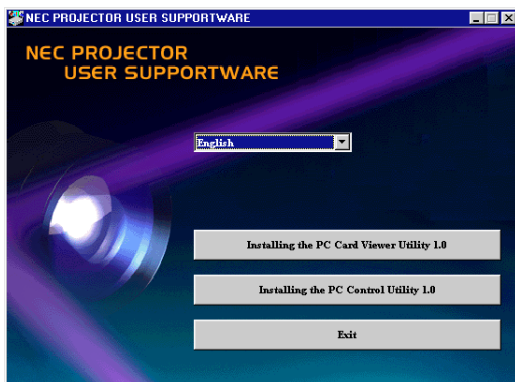 NEC PROJECTOR USER SUPPORTWARE
NEC PROJECTOR
USER SUPPORTWARE
English
Installing the PC Card Viewer Utility 1.0
Installing the PC Control Utility 1.0
Exit